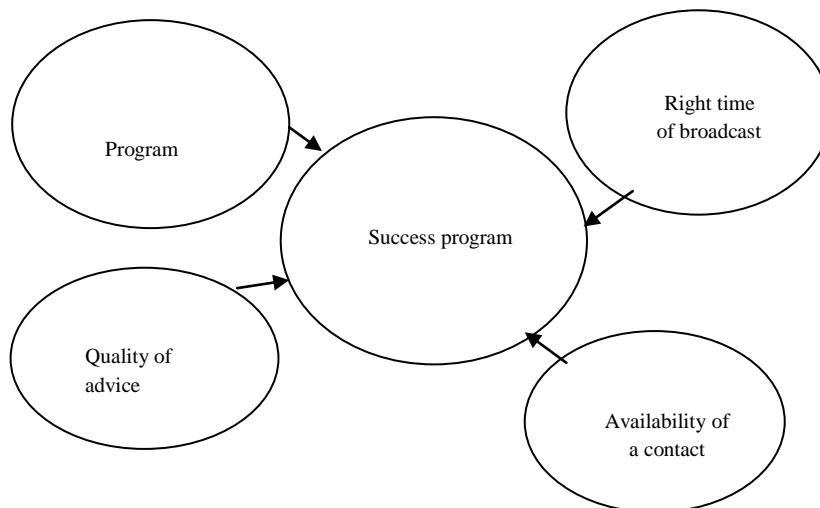 Program
Right time
of broadcast
Success program
Quality of
advice
Availability of
a contact